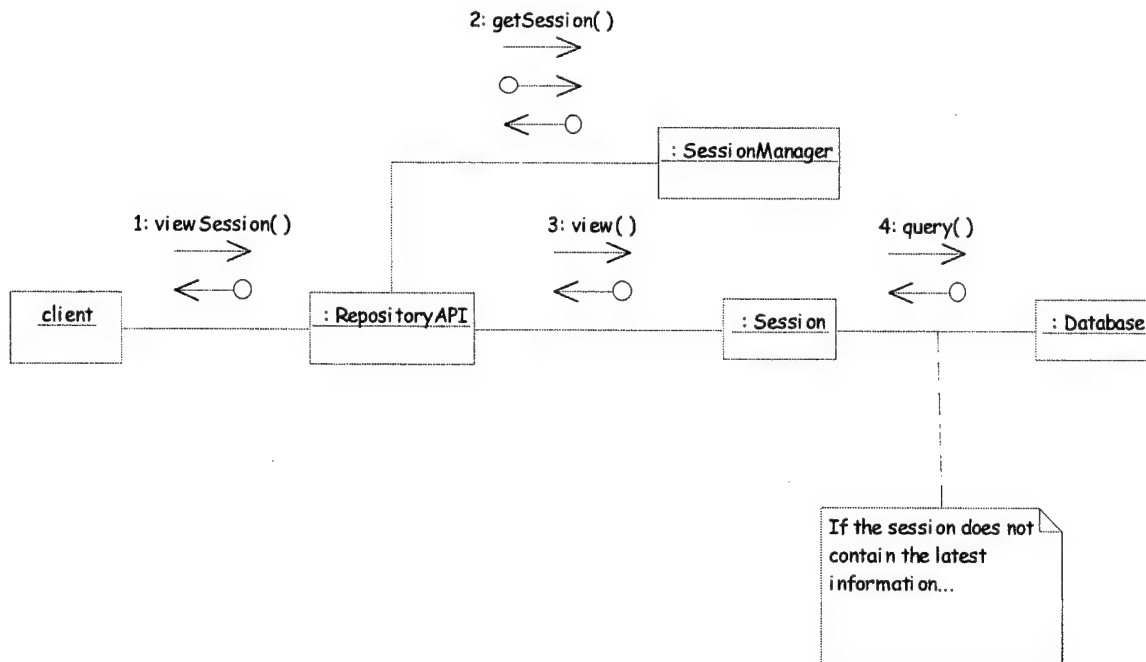 2: getSession( )
: SessionManager
1: viewSession( )
3: view( )
4: query( )
client
: RepositoryAPI
: Session
: Database
If the session does not
contain the latest
information...